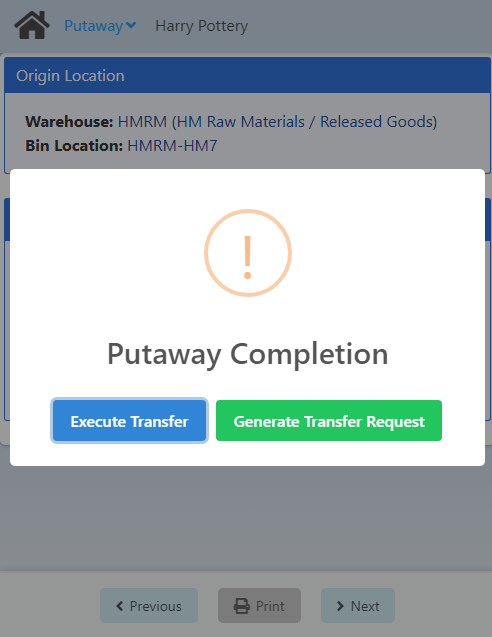 Putaway Harry Pottery
Origin Location
Warehouse: HMRM (HM Raw Materials / Released Goods)
Bin Location: HMRM-HM7
!
Putaway Completion
Execute Transfer Generate Transfer Request
Previous Print Next